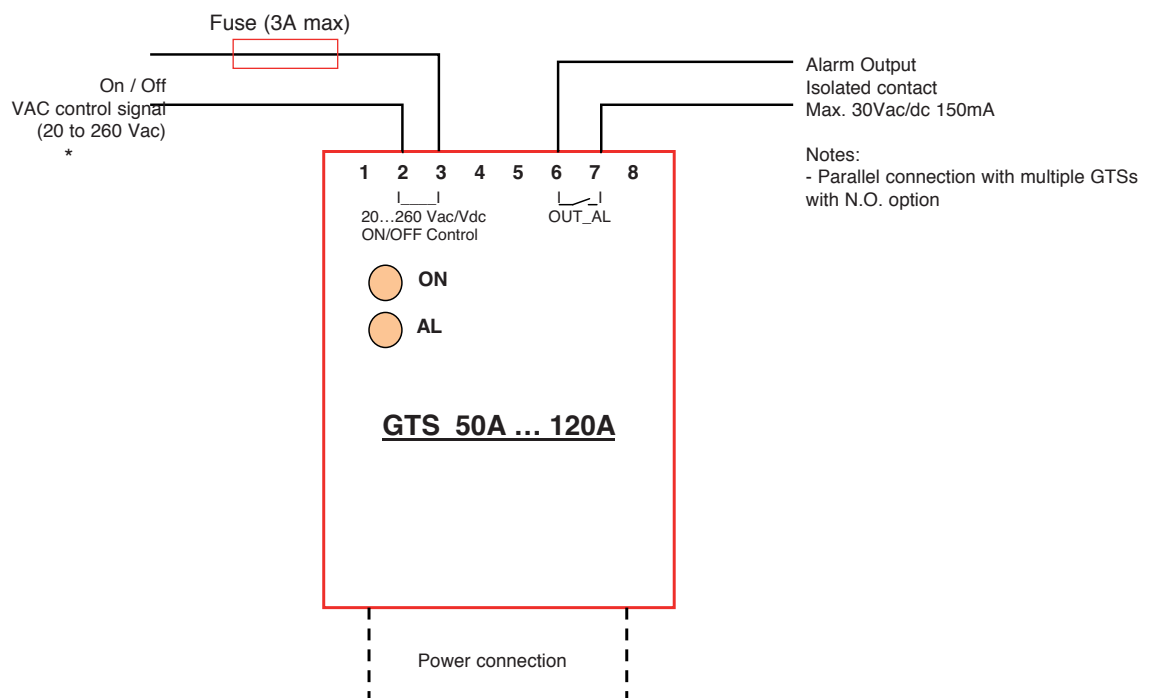 Fuse (3A max)
On / Off
VAC control signal
(20 to 260 Vac)
*
Alarm Output
Isolated contact
Max. 30Vac/dc 150mA
Notes:
- Parallel connection with multiple GTSs
with N.O. option
1 2 3 4 5 6 7 8
20...260 Vac/Vdc
ON/OFF Control
OUT_AL
ON
AL
GTS 50A ... 120A
Power connection